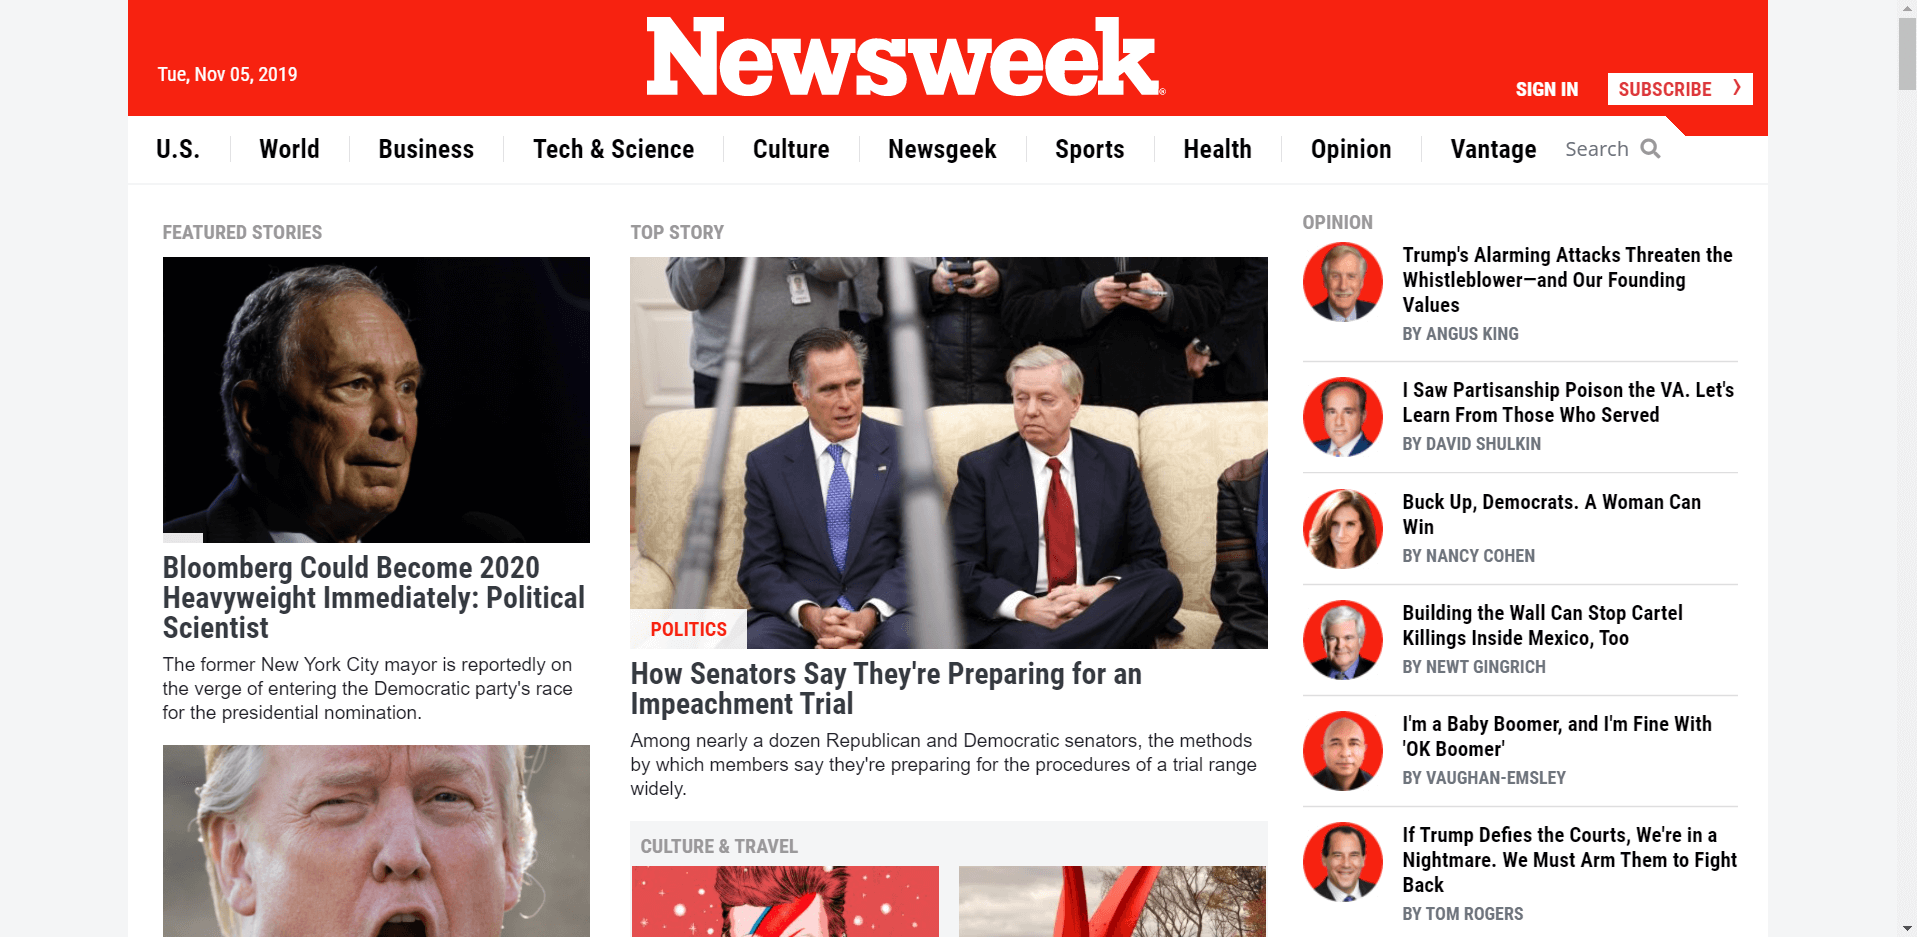 Newsweek
Tue, Nov 05, 2019
SIGN IN
SUBSCRIBE
U.S.
World
Business
Tech & Science
Culture
Newsgeek
Sports
Health
Opinion
Vantage
Search
FEATURED STORIES
Bloomberg Could Become 2020
Heavyweight Immediately: Political
Scientist
The former New York City mayor is reportedly on
the verge of entering the Democratic party's race
for the presidential nomination.
TOP STORY
POLITICS
How Senators Say They're Preparing for an
Impeachment Trial
Among nearly a dozen Republican and Democratic senators, the methods
by which members say they're preparing for the procedures of a trial range
widely.
CULTURE & TRAVEL
OPINION
Trump's Alarming Attacks Threaten the
Whistleblower—and Our Founding
Values
BY ANGUS KING
I Saw Partisanship Poison the VA. Let's
Learn From Those Who Served
BY DAVID SHULKIN
Buck Up, Democrats. A Woman Can
Win
BY NANCY COHEN
Building the Wall Can Stop Cartel
Killings Inside Mexico, Too
BY NEWT GINGRICH
I'm a Baby Boomer, and I'm Fine With
'OK Boomer'
BY VAUGHAN-EMSLEY
If Trump Defies the Courts, We're in a
Nightmare. We Must Arm Them to Fight
Back
BY TOM ROGERS